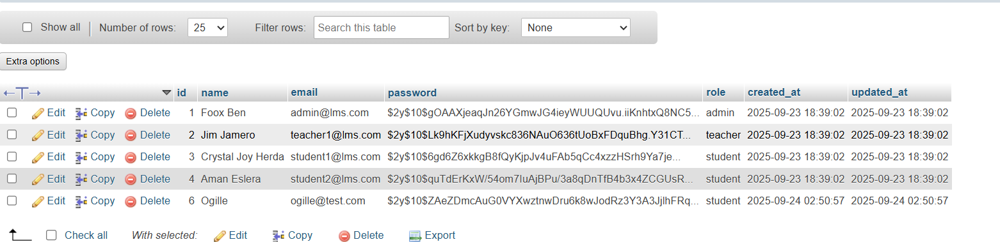 Show all Number of rows: 25 Filter rows: Search this table Sort by key: None
Extra options
id name email password role created_at updated_at
Edit Copy Delete 1 Foox Ben admin@lms.com $2y$10$gOAAXjeaqJn26YGmwJG4ieyWUUQUvu.iiKnhtxQ8NC5... admin 2025-09-23 18:39:02 2025-09-23 18:39:02
Edit Copy Delete 2 Jim Jamero teacher1@lms.com $2y$10$Lk9hKFjXudyvskc836NAuO636tUoBxFDquBhg.Y31CT... teacher 2025-09-23 18:39:02 2025-09-23 18:39:02
Edit Copy Delete 3 Crystal Joy Herda student1@lms.com $2y$10$6gd6Z6xkkgB8fQyKjpJv4uFAb5qCc4xzzHSrh9Ya7je... student 2025-09-23 18:39:02 2025-09-23 18:39:02
Edit Copy Delete 4 Aman Eslera student2@lms.com $2y$10$quTdErKxW/54om7IuAjBPu/3a8qDnTfB4b3x4ZCGUsR... student 2025-09-23 18:39:02 2025-09-23 18:39:02
Edit Copy Delete 6 Ogille ogille@test.com $2y$10$ZAeZDmcAuG0VYXwztnwDru6k8wJodRz3Y3A3JjlhFRq... student 2025-09-24 02:50:57 2025-09-24 02:50:57
Check all With selected: Edit Copy Delete Export